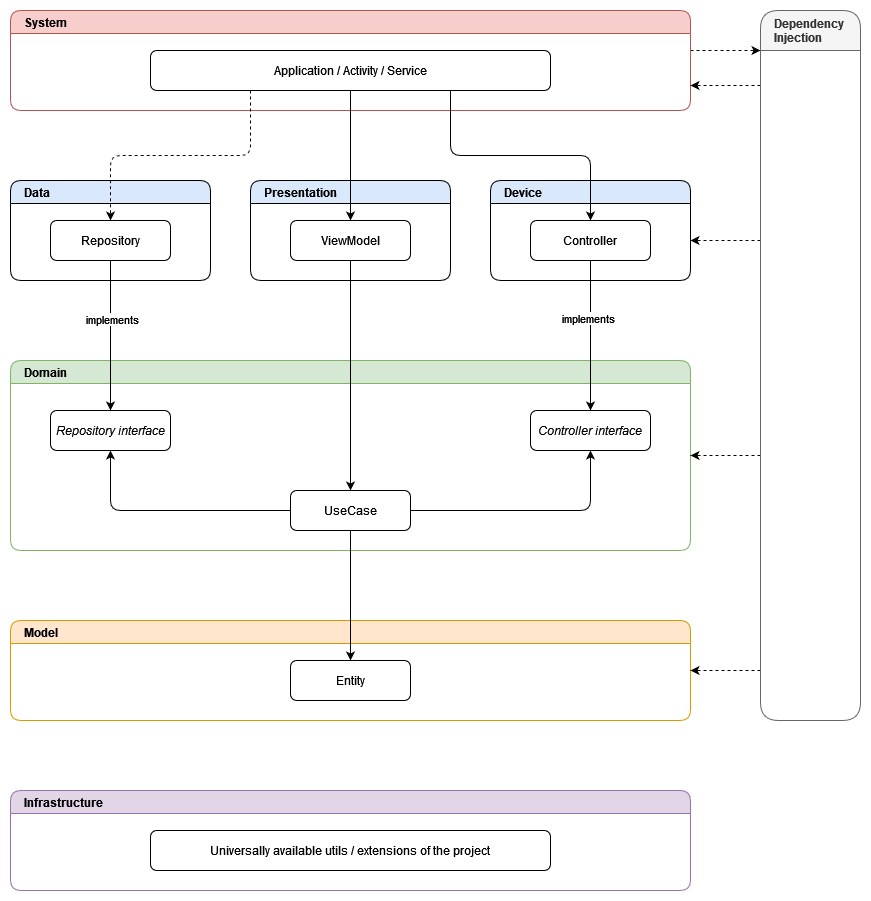 System
Dependency
Injection
Application / Activity / Service
Data
Presentation
Device
Repository
ViewModel
Controller
implements
implements
Domain
Repository interface
Controller interface
UseCase
Model
Entity
Infrastructure
Universally available utils / extensions of the project